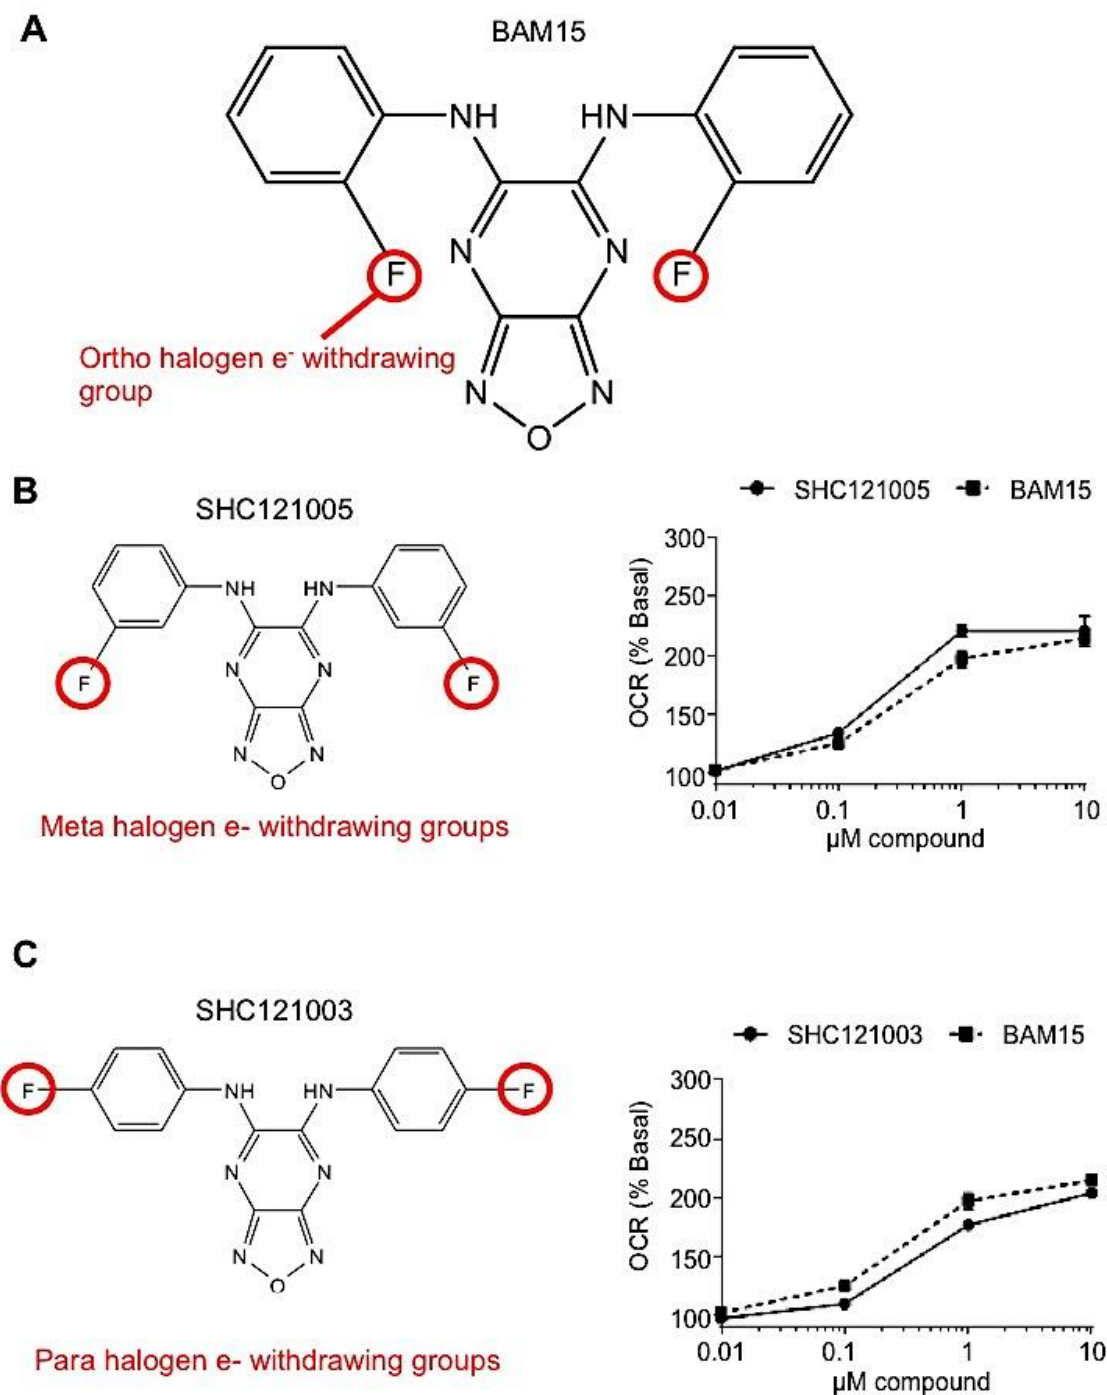 A
BAM15
NH
HN
N
N
F
F
Ortho halogen e- withdrawing
group
N
N
O
B
SHC121005
NH
HN
N
N
F
F
N
N
O
Meta halogen e- withdrawing groups
SHC121005
BAM15
OCR (% Basal)
300
250
200
150
100
0.01
0.1
1
10
µM compound
C
SHC121003
F
NH
HN
F
N
N
N
N
O
Para halogen e- withdrawing groups
SHC121003
BAM15
OCR (% Basal)
300
250
200
150
100
0.01
0.1
1
10
µM compound